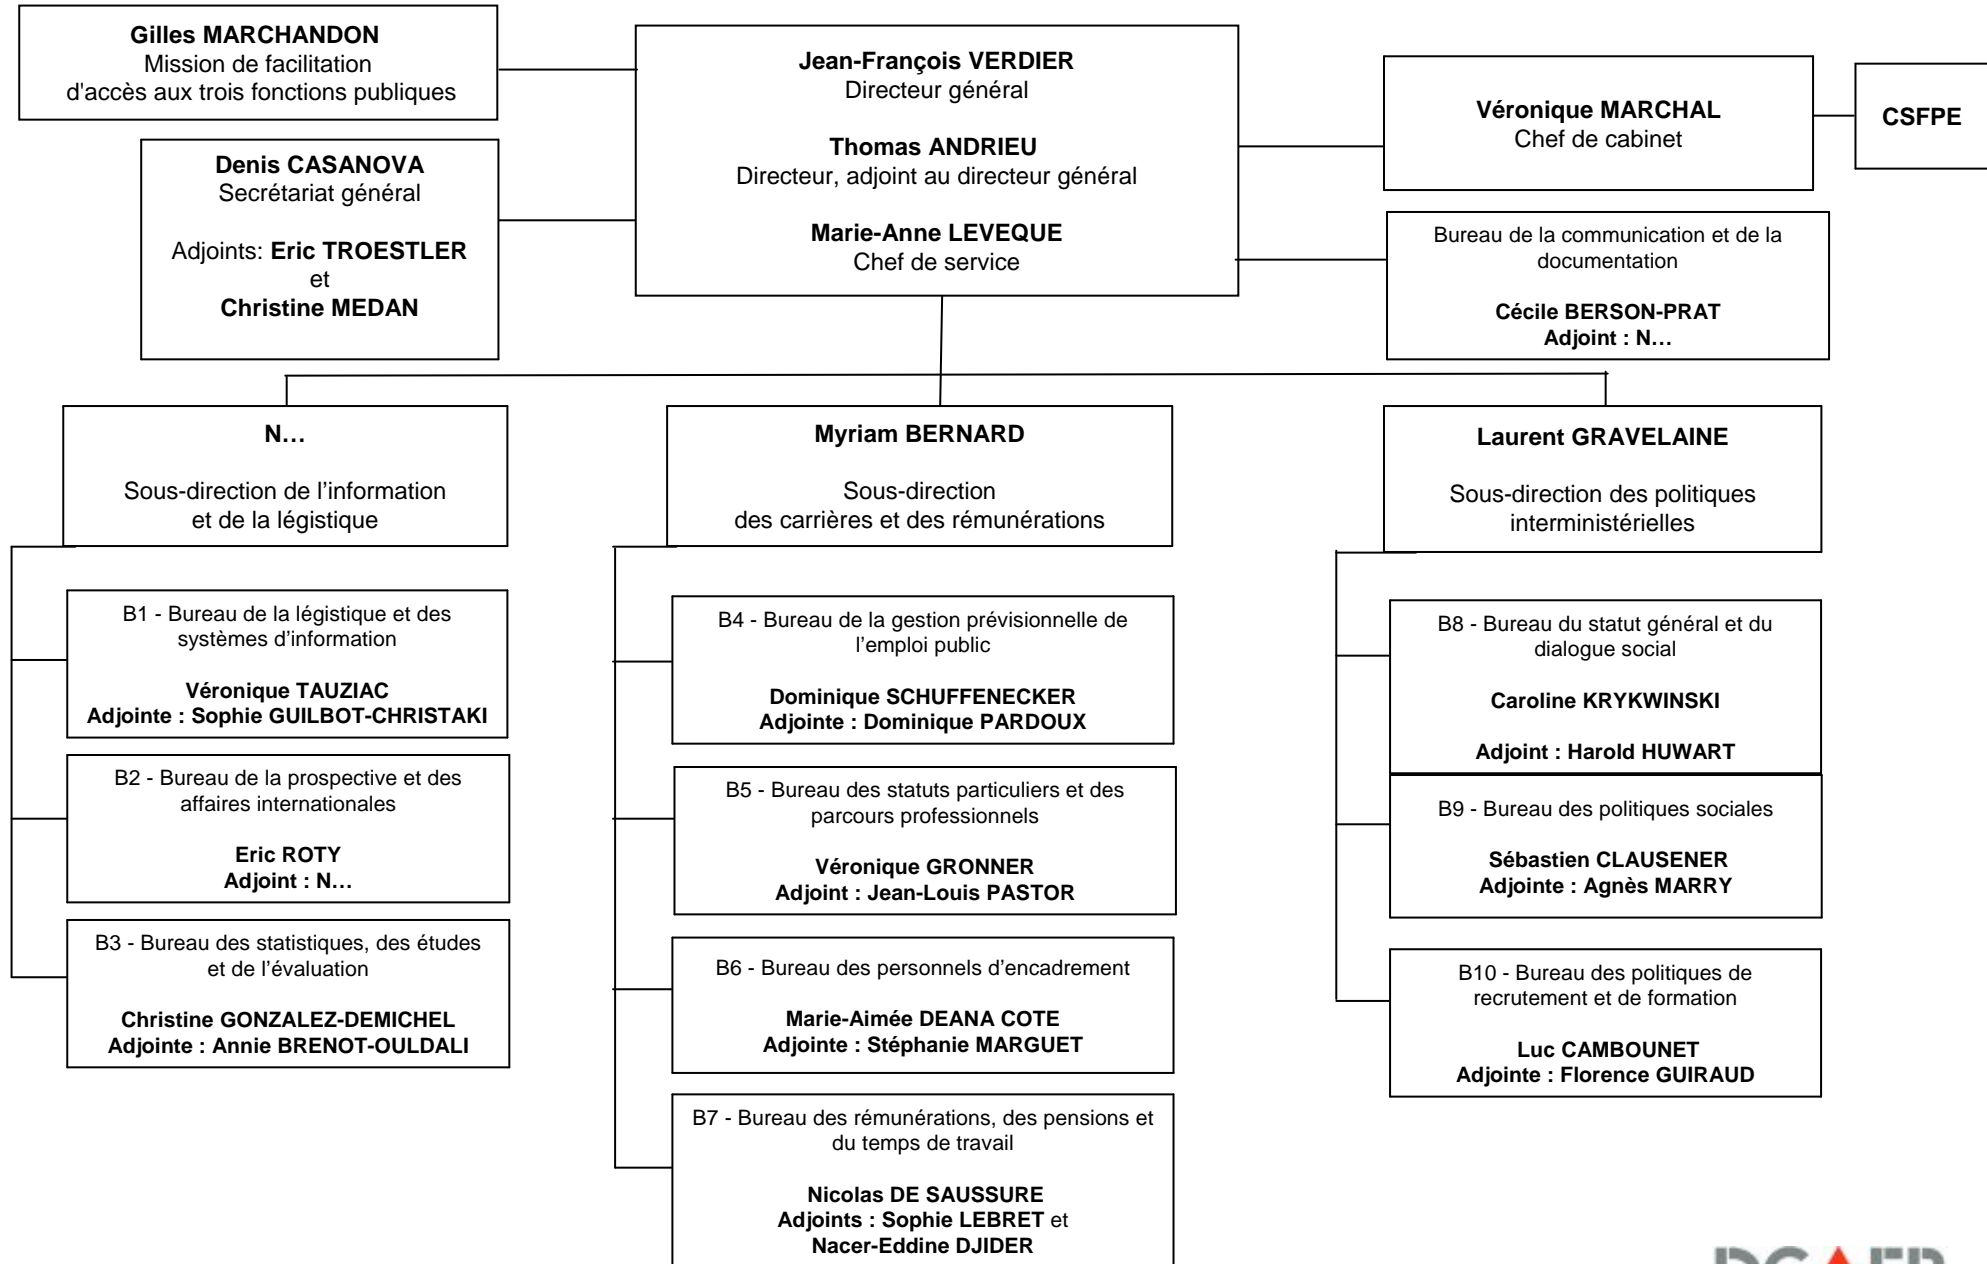 Gilles MARCHANDON
Mission de facilitation
d'accès aux trois fonctions publiques
Jean-François VERDIER
Directeur général
Thomas ANDRIEU
Directeur, adjoint au directeur général
Marie-Anne LEVEQUE
Chef de service
Véronique MARCHAL
Chef de cabinet
CSFPE
Denis CASANOVA
Secrétariat général
Adjoints: Eric TROESTLER
et
Christine MEDAN
Bureau de la communication et de la
documentation
Cécile BERSON-PRAT
Adjoint : N…
N…
Sous-direction de l’information
et de la légistique
Myriam BERNARD
Sous-direction
des carrières et des rémunérations
Laurent GRAVELAINE
Sous-direction des politiques
interministérielles
B1 - Bureau de la légistique et des
systèmes d’information
Véronique TAUZIAC
Adjointe : Sophie GUILBOT-CHRISTAKI
B2 - Bureau de la prospective et des
affaires internationales
Eric ROTY
Adjoint : N…
B3 - Bureau des statistiques, des études
et de l’évaluation
Christine GONZALEZ-DEMICHEL
Adjointe : Annie BRENOT-OULDALI
B4 - Bureau de la gestion prévisionnelle de
l’emploi public
Dominique SCHUFFENECKER
Adjointe : Dominique PARDOUX
B5 - Bureau des statuts particuliers et des
parcours professionnels
Véronique GRONNER
Adjoint : Jean-Louis PASTOR
B6 - Bureau des personnels d’encadrement
Marie-Aimée DEANA COTE
Adjointe : Stéphanie MARGUET
B7 - Bureau des rémunérations, des pensions et
du temps de travail
Nicolas DE SAUSSURE
Adjoints : Sophie LEBRET et
Nacer-Eddine DJIDER
B8 - Bureau du statut général et du
dialogue social
Caroline KRYKWINSKI
Adjoint : Harold HUWART
B9 - Bureau des politiques sociales
Sébastien CLAUSENER
Adjointe : Agnès MARRY
B10 - Bureau des politiques de
recrutement et de formation
Luc CAMBOUNET
Adjointe : Florence GUIRAUD